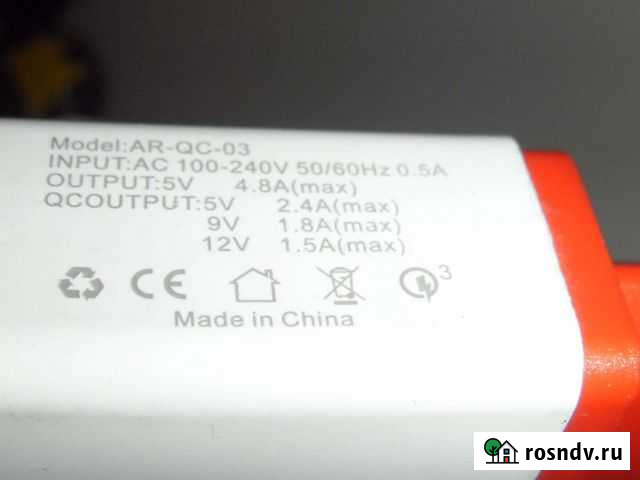 Model:AR-QC-03
INPUT:AC 100-240V 50/60Hz 0.5A
OUTPUT:5V 4.8A(max)
QCOUTPUT:5V 2.4A(max)
9V 1.8A(max)
12V 1.5A(max)
CE 3
Made in China
rosndv.ru